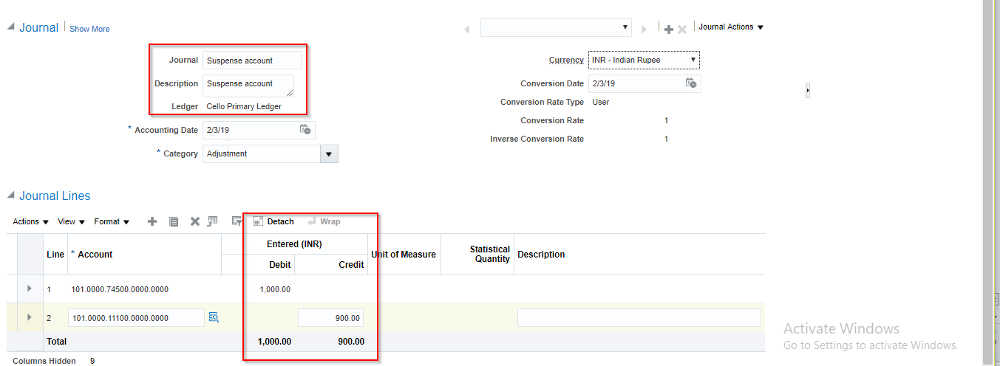 Journal Show More Journal Actions
Journal Suspense account Currency INR - Indian Rupee
Description Suspense account Conversion Date 2/3/19
Ledger Cello Primary Ledger Conversion Rate Type User
* Accounting Date 2/3/19 Conversion Rate 1
* Category Adjustment Inverse Conversion Rate 1
Journal Lines
Actions View Format Detach Wrap
Entered (INR)
Line * Account Debit Credit Unit of Measure Statistical Quantity Description
1 101.0000.74500.0000.0000 1,000.00
2 101.0000.11100.0000.0000 900.00
Total 1,000.00 900.00
Columns Hidden 9
Activate Windows
Go to Settings to activate Windows.